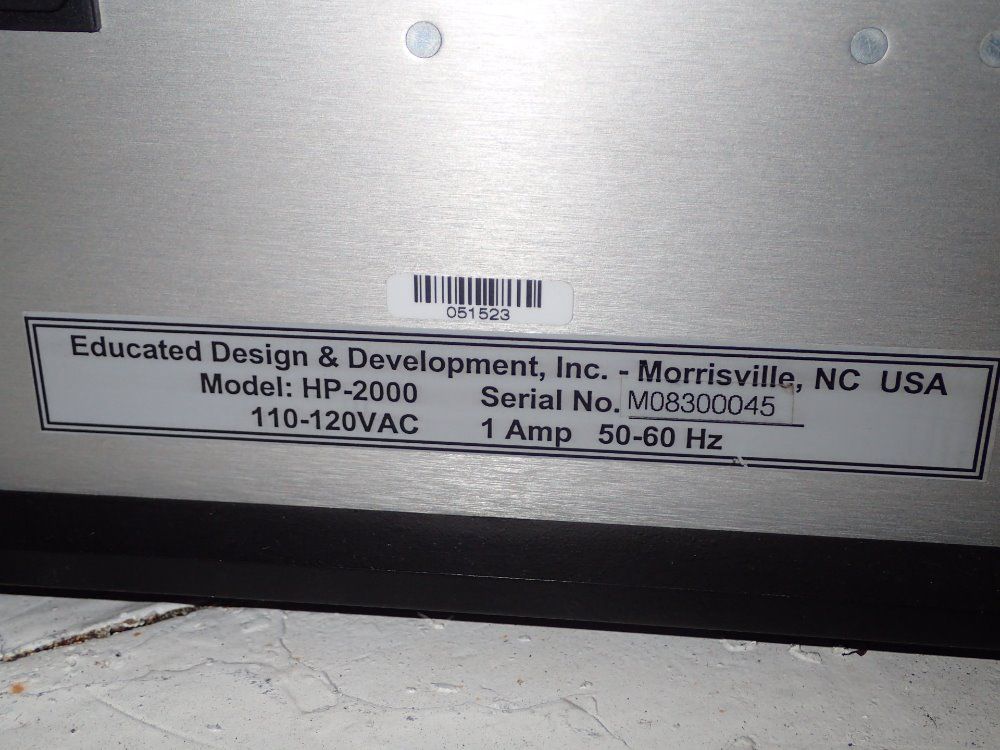 051523
Educated Design & Development, Inc. - Morrisville, NC USA
Model: HP-2000 Serial No. M08300045
110-120VAC 1 Amp 50-60 Hz